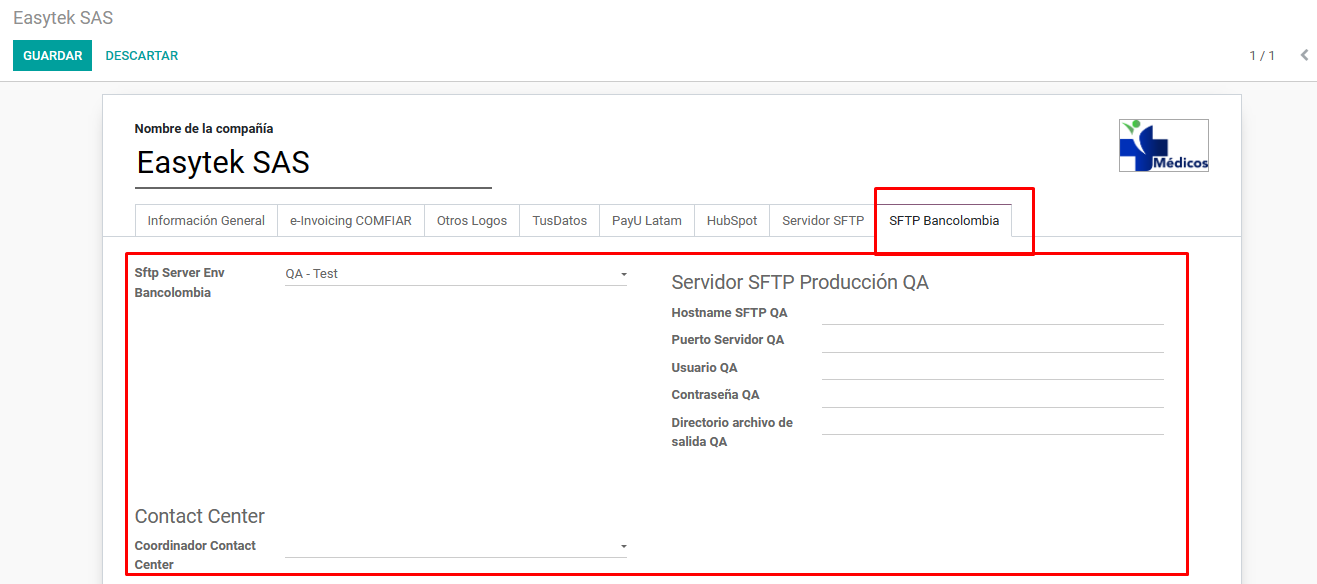 Easytek SAS
GUARDAR DESCARTAR 1 / 1
Nombre de la compañía
Easytek SAS
Médicos
Información General e-Invoicing COMFIAR Otros Logos TusDatos PayU Latam HubSpot Servidor SFTP SFTP Bancolombia
Sftp Server Env
Bancolombia
QA - Test
Servidor SFTP Producción QA
Hostname SFTP QA
Puerto Servidor QA
Usuario QA
Contraseña QA
Directorio archivo de
salida QA
Contact Center
Coordinador Contact
Center